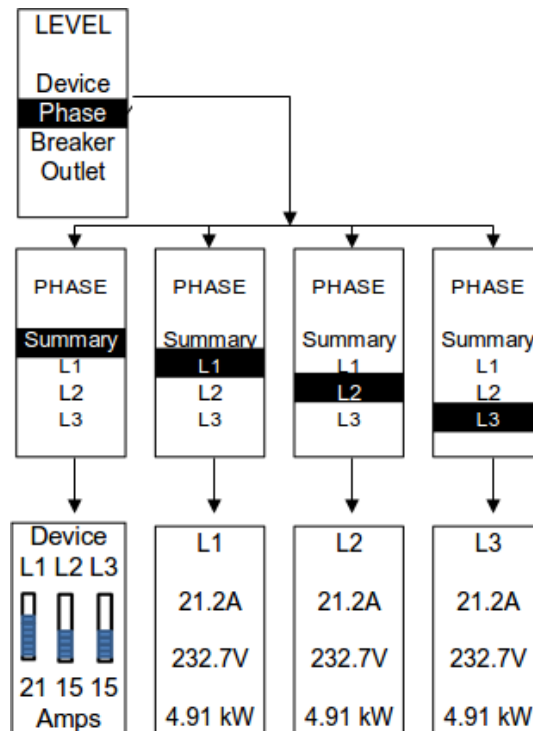 LEVEL
Device
Phase
Breaker
Outlet
PHASE
Summary
L1
L2
L3
PHASE
Summary
L1
L2
L3
PHASE
Summary
L1
L2
L3
PHASE
Summary
L1
L2
L3
Device
L1 L2 L3
21 15 15
Amps
L1
21.2A
232.7V
4.91 kW
L2
21.2A
232.7V
4.91 kW
L3
21.2A
232.7V
4.91 kW